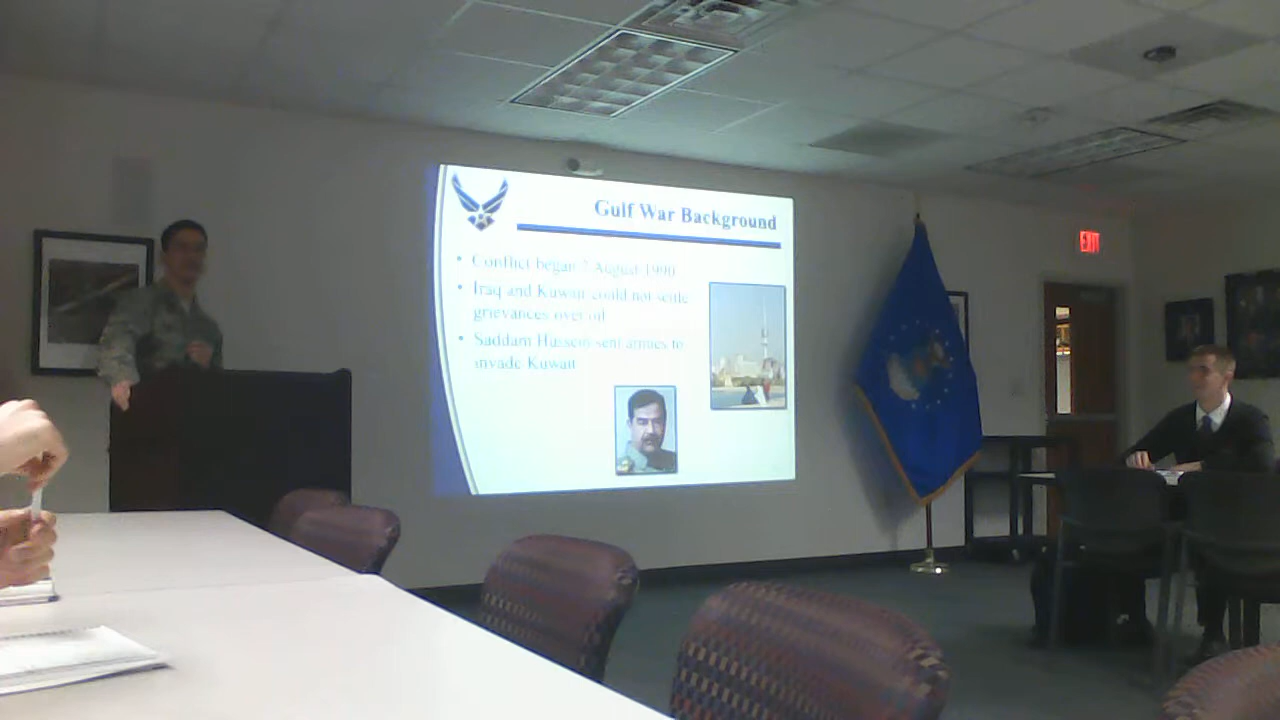 Gulf War Background
• Conflict began 2 August 1990
• Iraq and Kuwait could not settle
grievances over oil
• Saddam Hussein sent armies to
invade Kuwait
EXIT